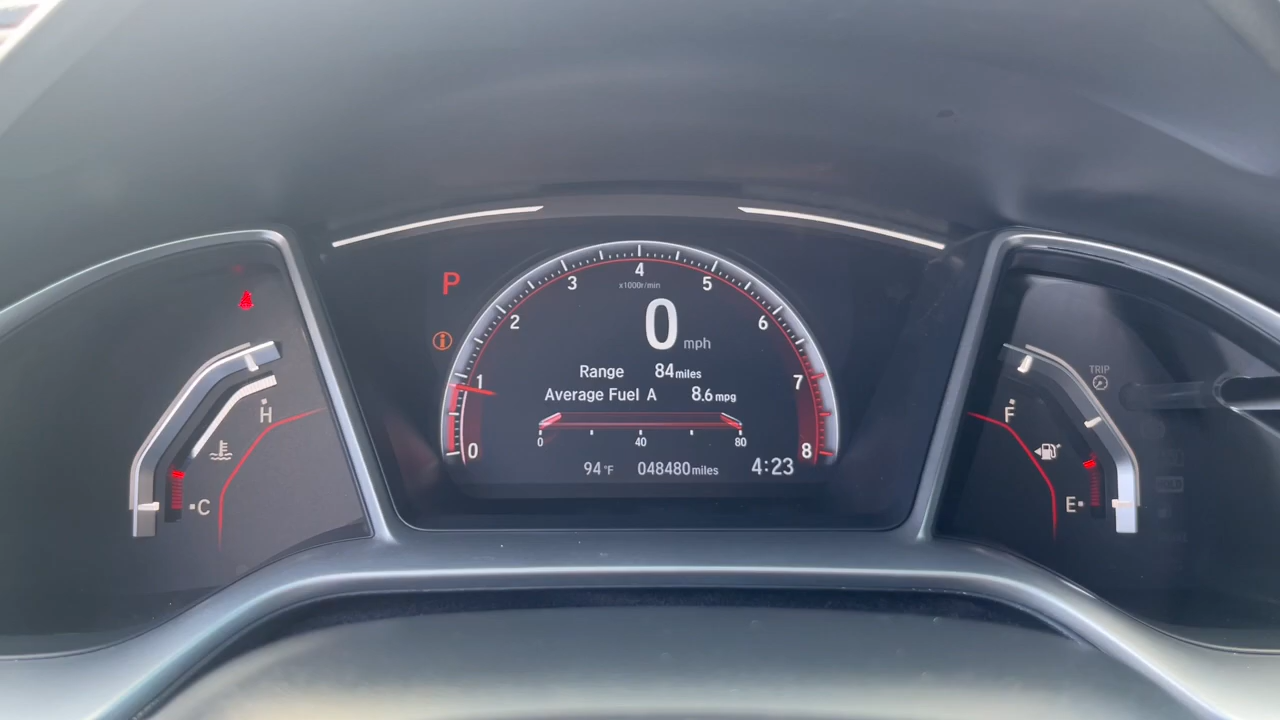 P
4
3
5
x1000r/min
2
6
0 mph
1
7
Range 84 miles
Average Fuel A 8.6 mpg
0
8
0 40 80
94°F 048480 miles 4:23
H
C
F
E
TRIP
HOLD